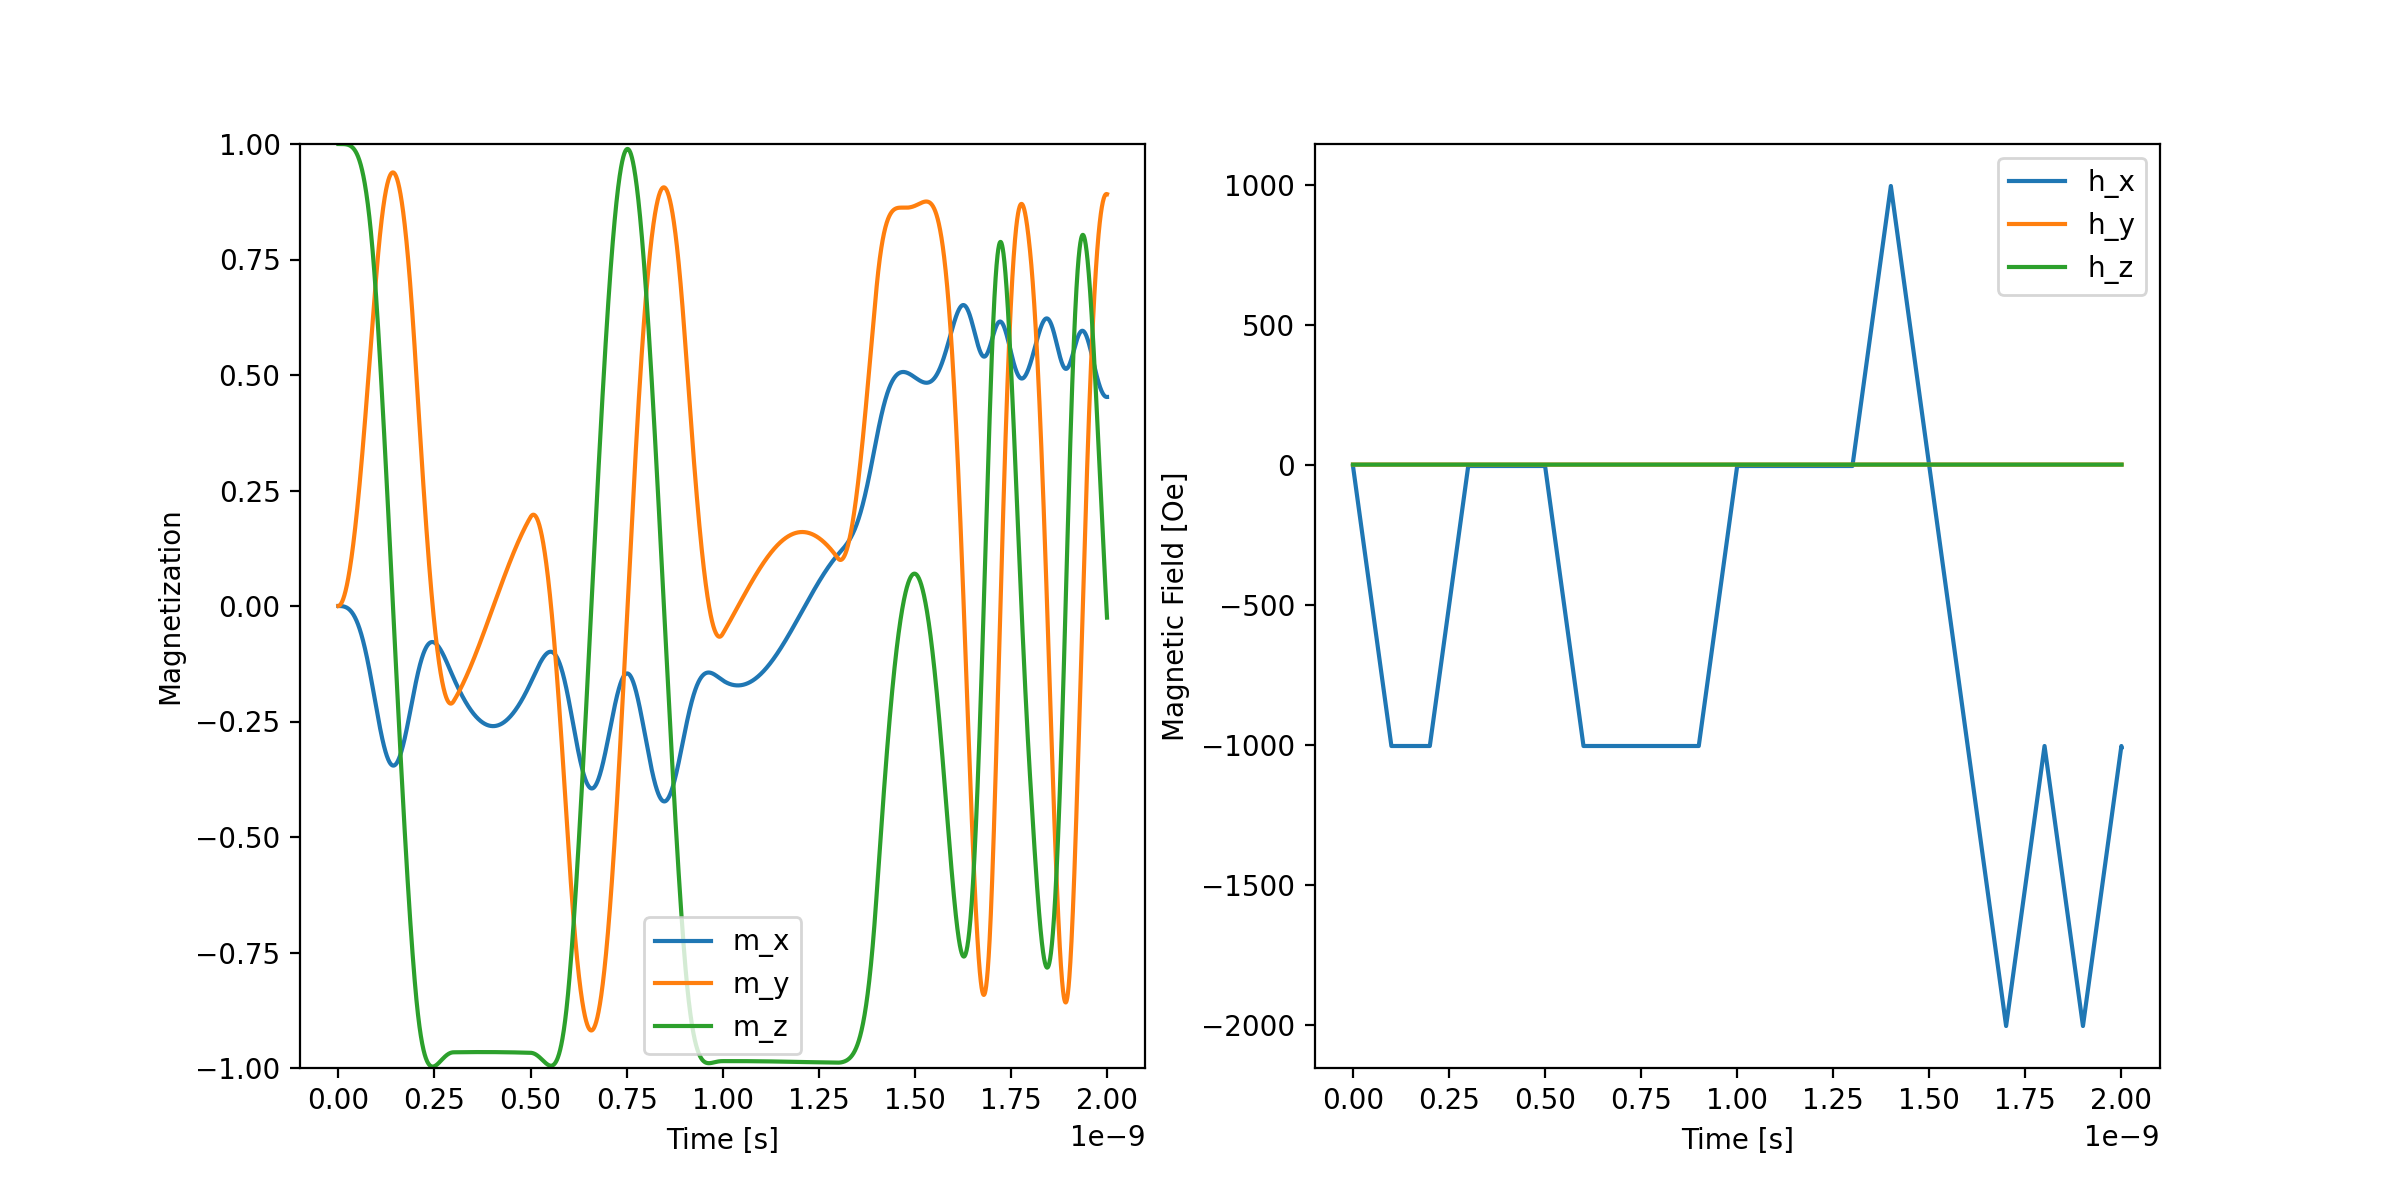 Magnetization
1.00
0.75
0.50
0.25
0.00
−0.25
−0.50
−0.75
−1.00
m_x
m_y
m_z
0.00 0.25 0.50 0.75 1.00 1.25 1.50 1.75 2.00
Time [s]
1e−9
Magnetic Field [Oe]
1000
500
0
−500
−1000
−1500
−2000
h_x
h_y
h_z
0.00 0.25 0.50 0.75 1.00 1.25 1.50 1.75 2.00
Time [s]
1e−9